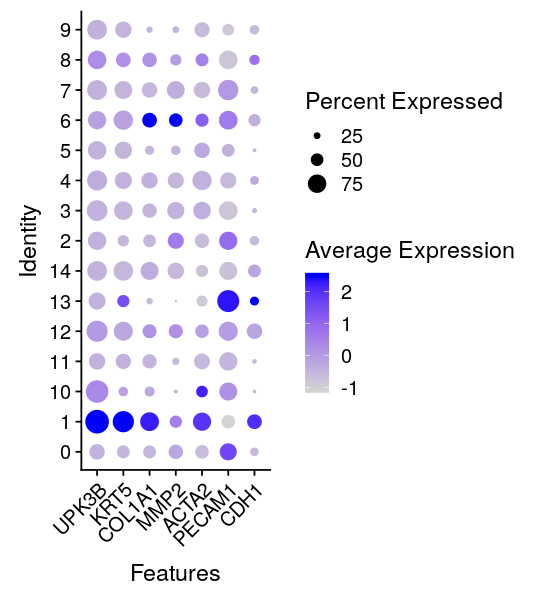 9
8
7
6
5
4
3
2
14
13
12
11
10
1
0
Identity
UPK3B
KRT5
COL1A1
MMP2
ACTA2
PECAM1
CDH1
Features
Percent Expressed
25
50
75
Average Expression
2
1
0
-1